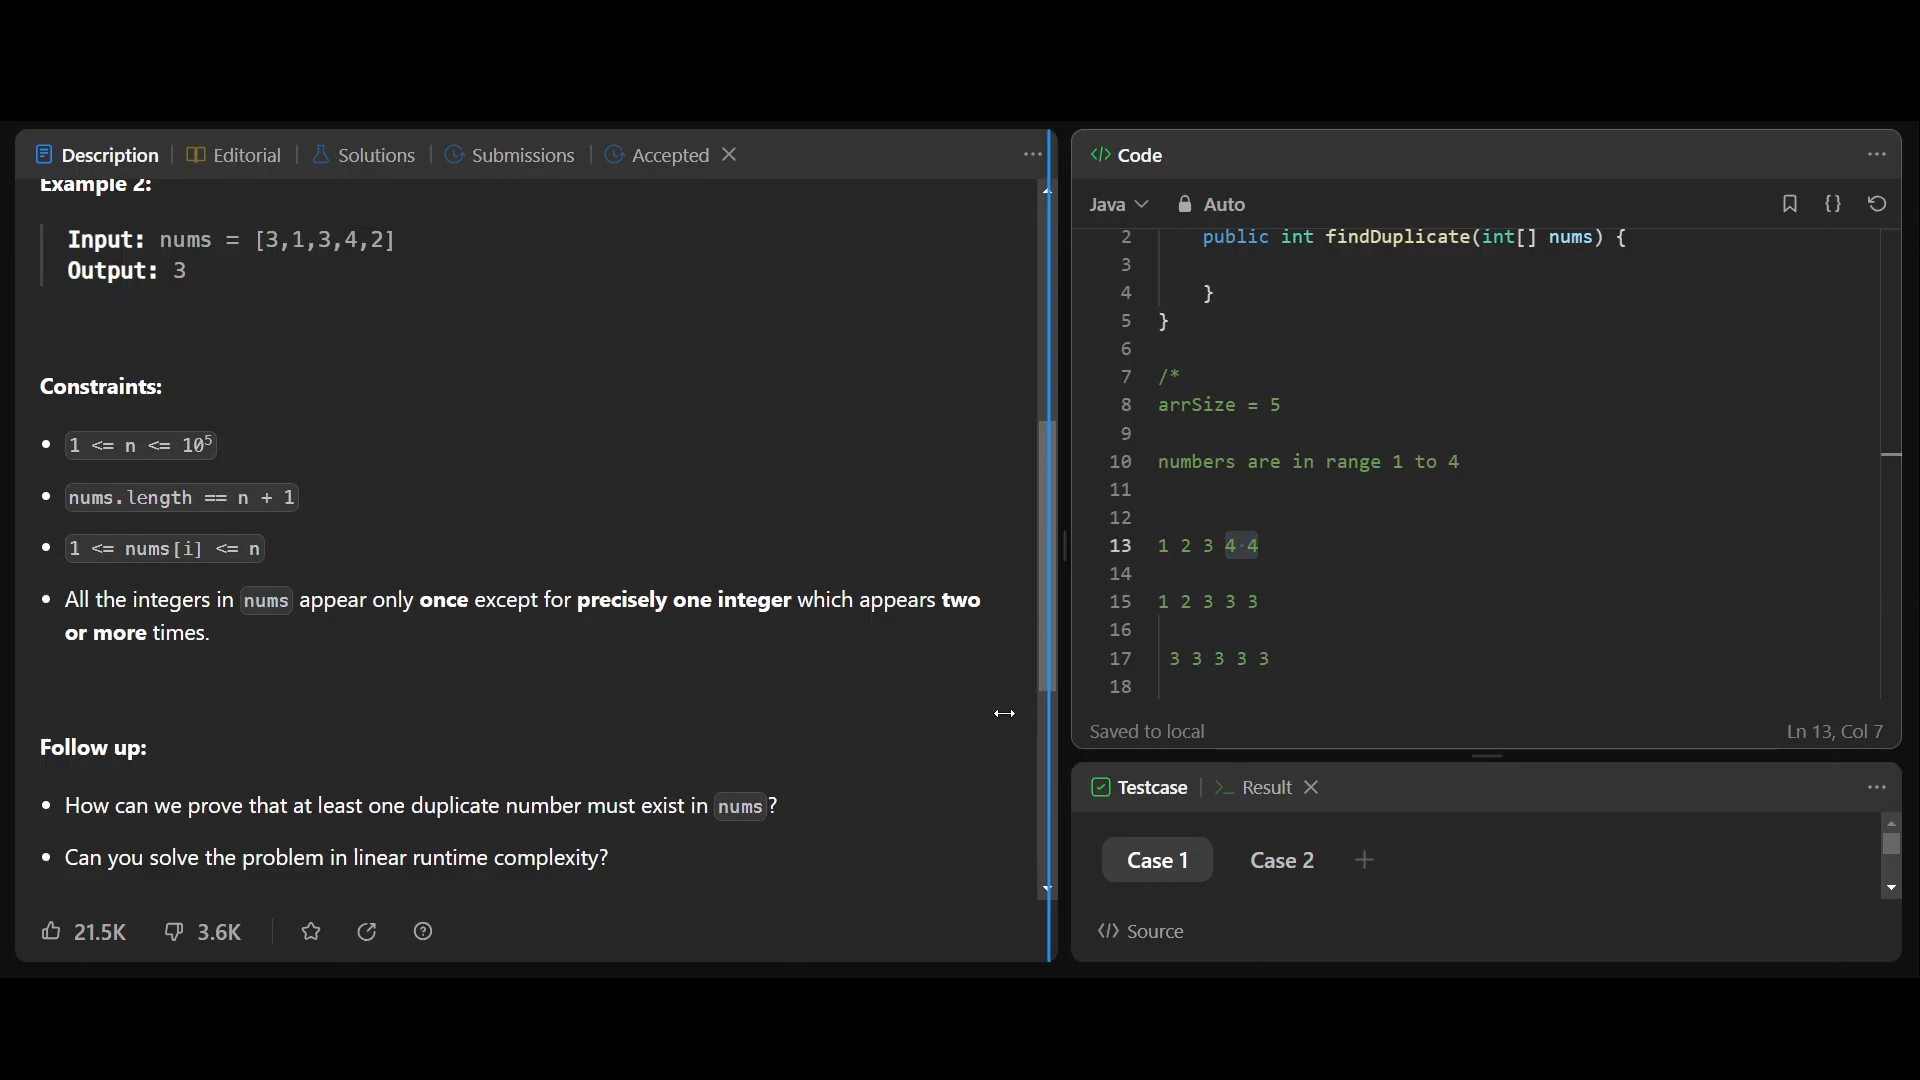 Description
Editorial
Solutions
Submissions
Accepted
Example 2:
Input: nums = [3,1,3,4,2]
Output: 3
Constraints:
1 <= n <= 10⁵
nums.length == n + 1
1 <= nums[i] <= n
All the integers in nums appear only once except for precisely one integer which appears two
or more times.
Follow up:
How can we prove that at least one duplicate number must exist in nums?
Can you solve the problem in linear runtime complexity?
21.5K
3.6K
Code
Java
Auto
2 public int findDuplicate(int[] nums) {
3
4 }
5 }
6
7 /*
8 arrSize = 5
9
10 numbers are in range 1 to 4
11
12
13 1 2 3 4 4
14
15 1 2 3 3 3
16
17 3 3 3 3 3
18
Saved to local
Ln 13, Col 7
Testcase
Result
Case 1
Case 2
Source